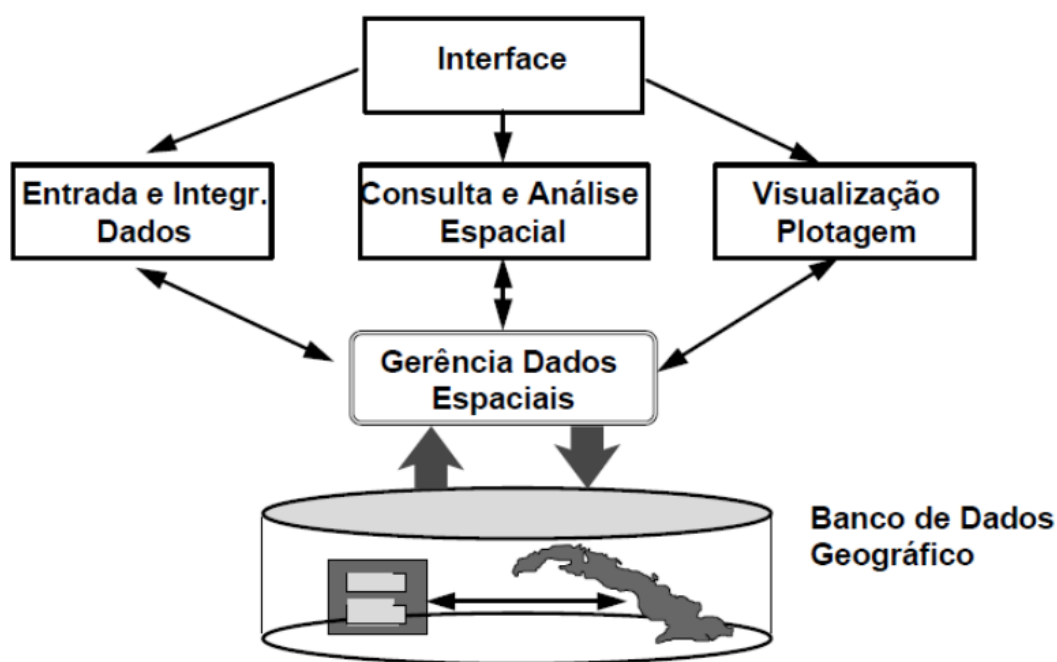 Interface
Entrada e Integr.
Dados
Consulta e Análise
Espacial
Visualização
Plotagem
Gerência Dados
Espaciais
Banco de Dados
Geográfico